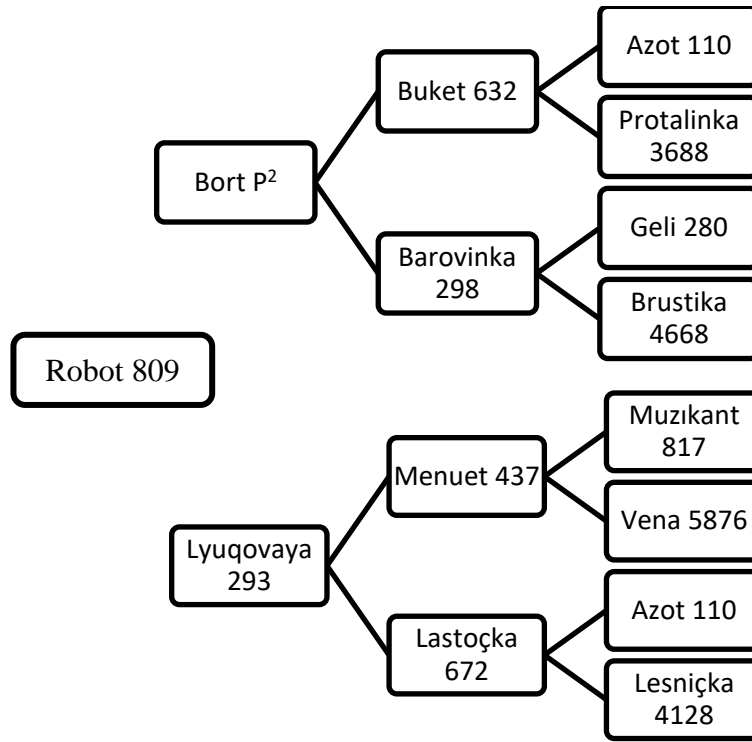 Azot 110
Buket 632
Protalinka
3688
Bort P²
Geli 280
Barovinka
298
Brustika
4668
Robot 809
Muzıkant
817
Menuet 437
Vena 5876
Lyuqovaya
293
Azot 110
Lastoçka
672
Lesniçka
4128